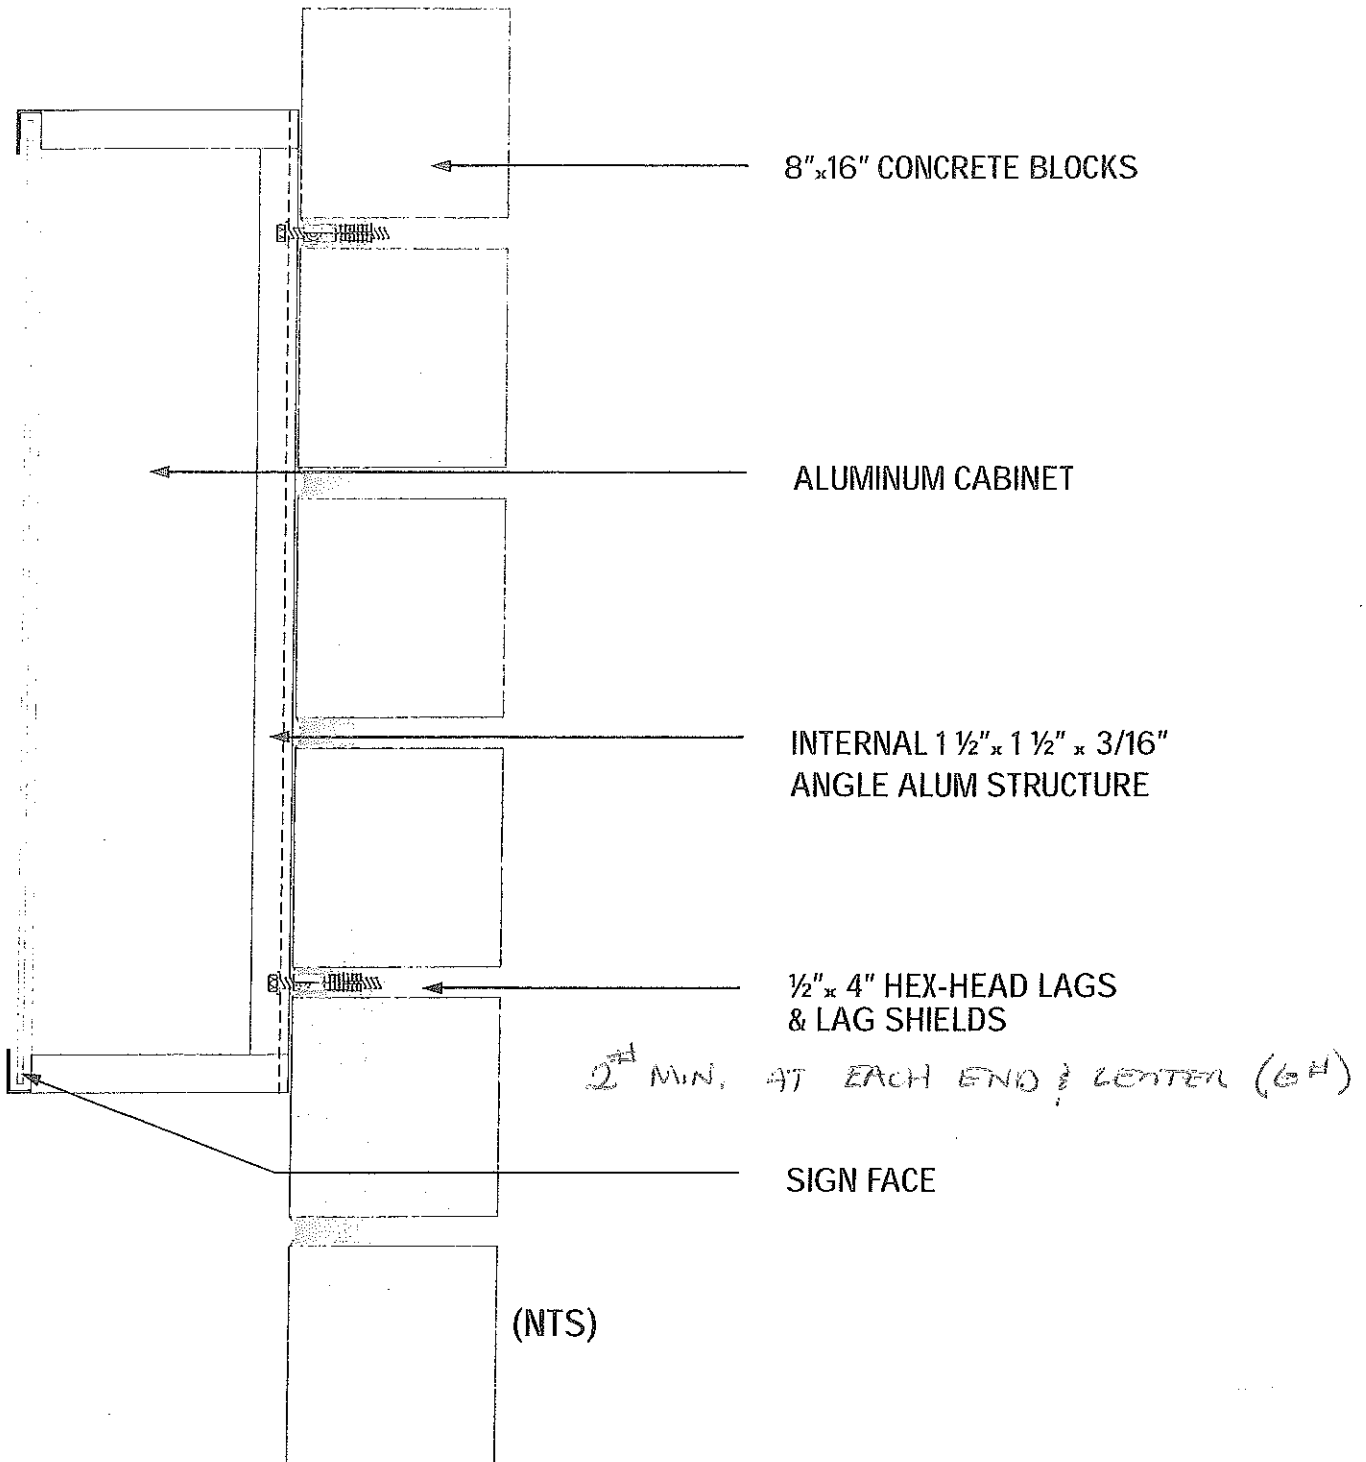 8"x16" CONCRETE BLOCKS
ALUMINUM CABINET
INTERNAL 1 ½"x 1 ½" x 3/16"
ANGLE ALUM STRUCTURE
½"x 4" HEX-HEAD LAGS
& LAG SHIELDS
2# MIN. AT EACH END & CENTER (6#)
SIGN FACE
(NTS)